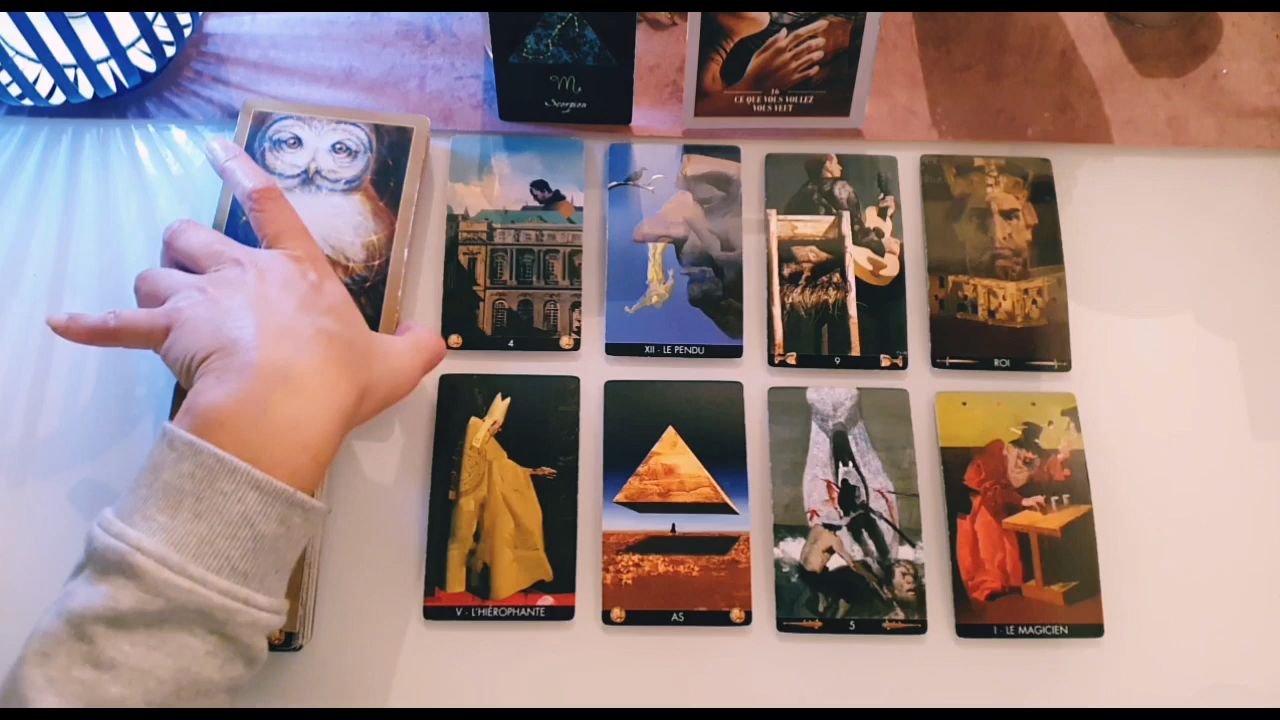 ♏
Scorpion
16
CE QUE VOUS VOULEZ
VOUS VEUT
4
XII · LE PENDU
9
ROI
V · L'HIÉROPHANTE
AS
5
I · LE MAGICIEN